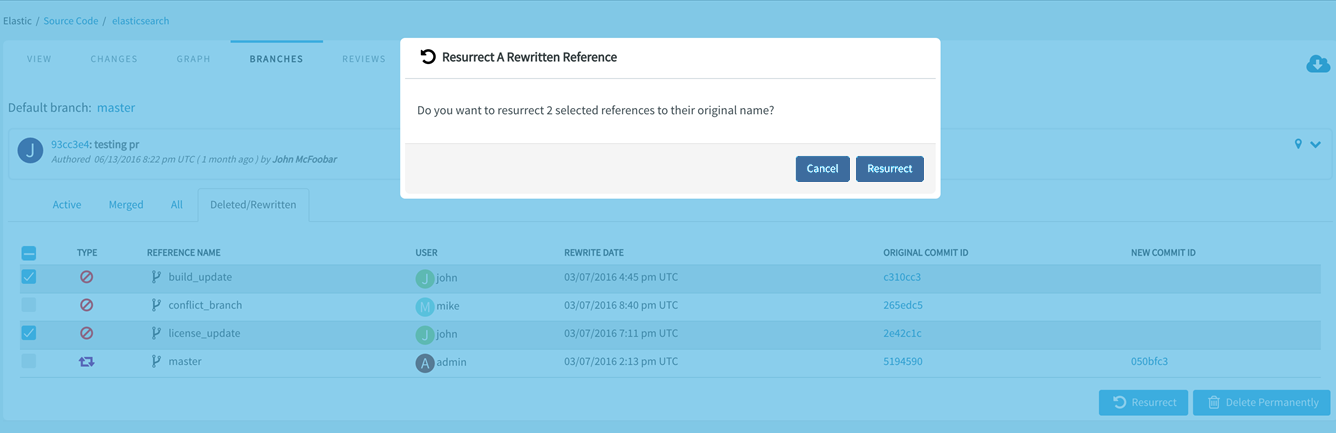 Elastic / Source Code / elasticsearch
VIEW CHANGES GRAPH BRANCHES REVIEWS
Resurrect A Rewritten Reference
Do you want to resurrect 2 selected references to their original name?
Cancel Resurrect
Default branch: master
J 93cc3e4: testing pr
Authored 06/13/2016 8:22 pm UTC ( 1 month ago ) by John McFoobar
Active Merged All Deleted/Rewritten
TYPE REFERENCE NAME USER REWRITE DATE ORIGINAL COMMIT ID NEW COMMIT ID
build_update J john 03/07/2016 4:45 pm UTC c310cc3
conflict_branch M mike 03/07/2016 8:40 pm UTC 265edc5
license_update J john 03/07/2016 7:11 pm UTC 2e42c1c
master A admin 03/07/2016 2:13 pm UTC 5194590 050bfc3
Resurrect Delete Permanently